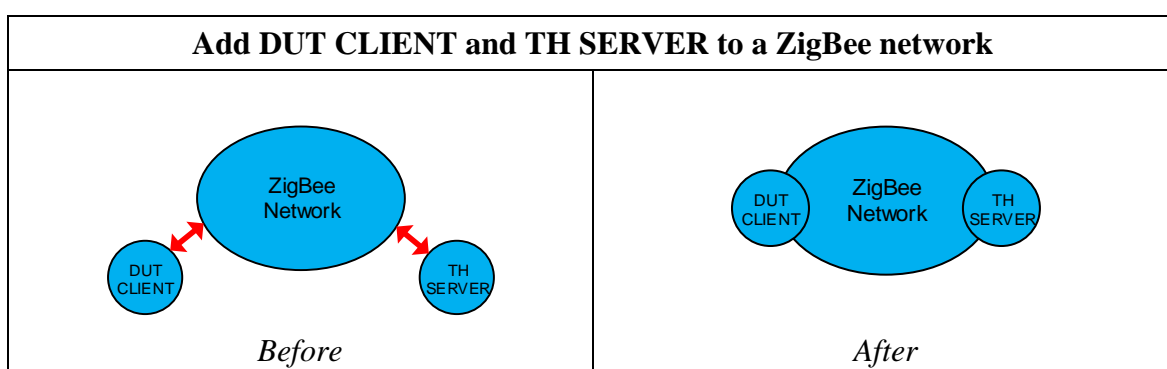 Add DUT CLIENT and TH SERVER to a ZigBee network
ZigBee
Network
DUT
CLIENT
TH
SERVER
Before
DUT
CLIENT
ZigBee
Network
TH
SERVER
After